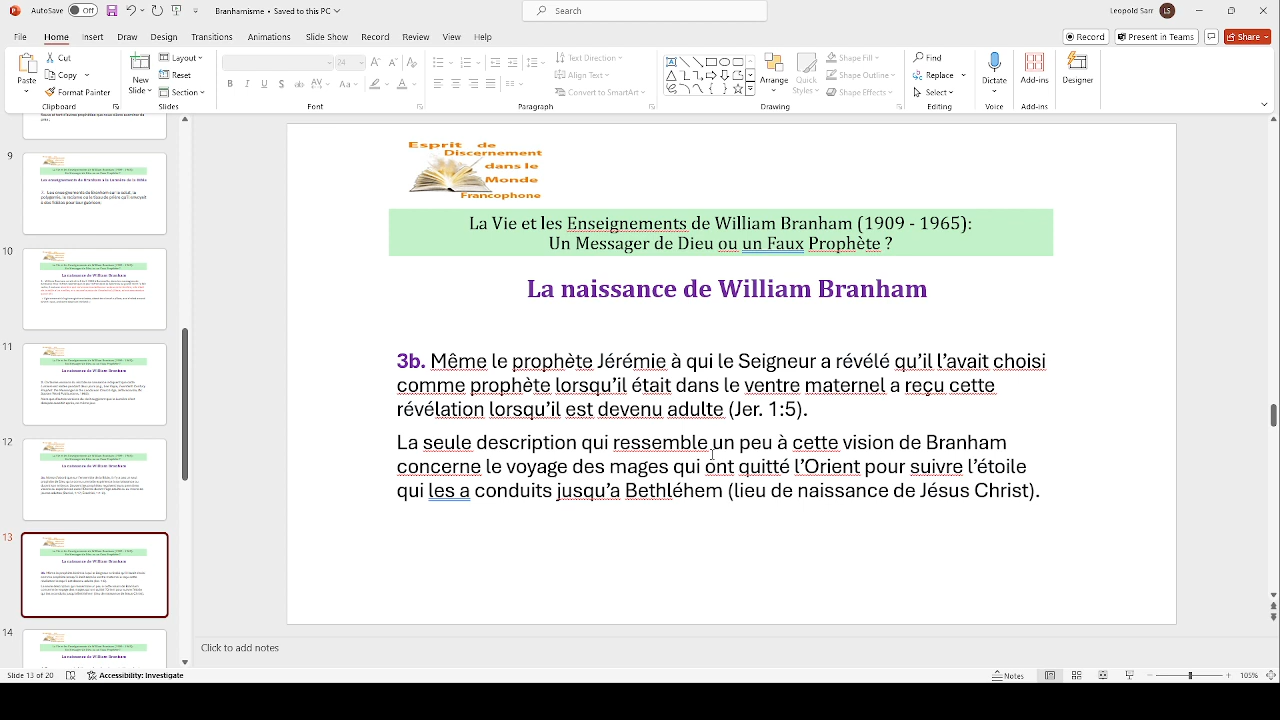 AutoSave Off Branhamisme • Saved to this PC Search Leopold Sarr LS
File Home Insert Draw Design Transitions Animations Slide Show Record Review View Help Record Present in Teams Share
Paste Cut Copy Format Painter New Slide Layout Reset Section 24 Text Direction Align Text Convert to SmartArt Arrange Quick Styles Shape Fill Shape Outline Shape Effects Find Replace Select Dictate Add-ins Designer
Clipboard Slides Font Paragraph Drawing Editing Voice Add-ins
9
10
11
12
13
14
Esprit de
Discernement
dans le
Monde
Francophone
La Vie et les Enseignements de William Branham (1909 - 1965):
Un Messager de Dieu ou un Faux Prophète ?
La naissance de William Branham
3b. Même le prophète Jérémie à qui le Seigneur a révélé qu’il l’avait choisi
comme prophète lorsqu’il était dans le ventre maternel a reçu cette
révélation lorsqu’il est devenu adulte (Jer. 1:5).
La seule description qui ressemble un peu à cette vision de Branham
concerne le voyage des mages qui ont quitté l’Orient pour suivre l’étoile
qui les a conduits jusqu’a Bethléhem (lieu de naissance de Jésus Christ).
Click to add notes
Slide 13 of 20 Accessibility: Investigate Notes 105%